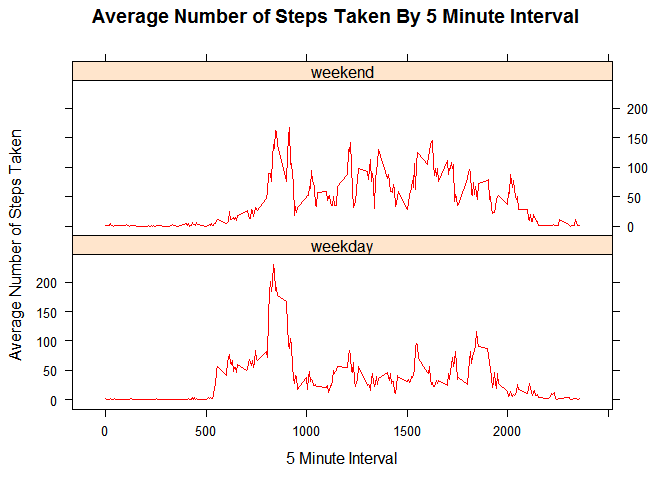 Average Number of Steps Taken By 5 Minute Interval
weekend
200
150
100
50
0
weekday
200
150
100
50
0
Average Number of Steps Taken
0 500 1000 1500 2000
5 Minute Interval